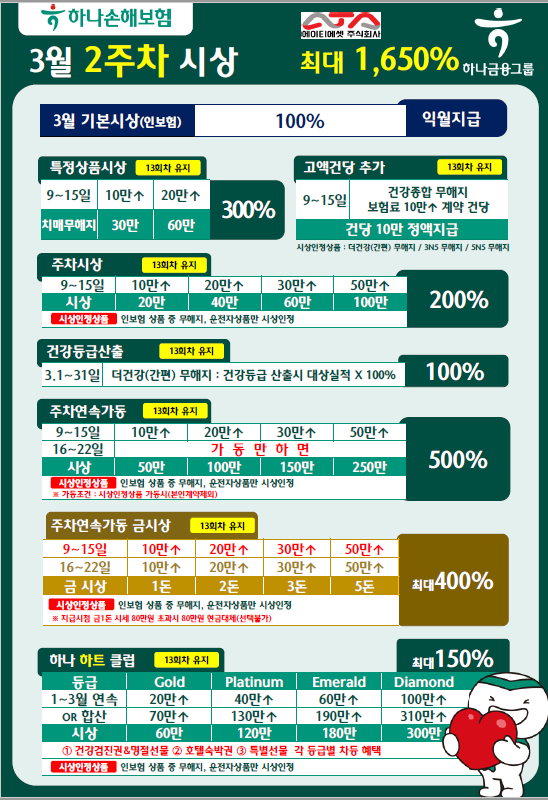 하나손해보험
에이티에셋 주식회사
3월 2주차 시상
최대 1,650%
하나금융그룹
3월 기본시상(인보험) 100% 익월지급
특정상품시상 13회차 유지
9~15일 10만↑ 20만↑
치매무해지 30만 60만
300%
고액건당 추가 13회차 유지
9~15일
건강종합 무해지
보험료 10만↑ 계약 건당
건당 10만 정액지급
시상인정상품 : 더건강(간편) 무해지 / 3N5 무해지 / 5N5 무해지
주차시상 13회차 유지
9~15일 10만↑ 20만↑ 30만↑ 50만↑
시상 20만 40만 60만 100만
200%
시상인정상품 인보험 상품 중 무해지, 운전자상품만 시상인정
건강등급산출 13회차 유지
3.1~31일 더건강(간편) 무해지 : 건강등급 산출시 대상실적 X 100%
100%
주차연속가동 13회차 유지
9~15일 10만↑ 20만↑ 30만↑ 50만↑
16~22일 가 동 만 하 면
시상 50만 100만 150만 250만
500%
시상인정상품 인보험 상품 중 무해지, 운전자상품만 시상인정
※ 가동조건 : 시상인정상품 가동시(본인계약제외)
주차연속가동 금시상 13회차 유지
9~15일 10만↑ 20만↑ 30만↑ 50만↑
16~22일 10만↑ 20만↑ 30만↑ 50만↑
금 시상 1돈 2돈 3돈 5돈
최대400%
시상인정상품 인보험 상품 중 무해지, 운전자상품만 시상인정
※ 지급시점 금1돈 시세 80만원 초과시 80만원 현금대체(선택불가)
하나 하트 클럽 13회차 유지
최대150%
등급 Gold Platinum Emerald Diamond
1~3월 연속 20만↑ 40만↑ 60만↑ 100만↑
OR 합산 70만↑ 130만↑ 190만↑ 310만↑
시상 60만 120만 180만 300만
① 건강검진권&명절선물 ② 호텔숙박권 ③ 특별선물 각 등급별 차등 혜택
시상인정상품 인보험 상품 중 무해지, 운전자상품만 시상인정